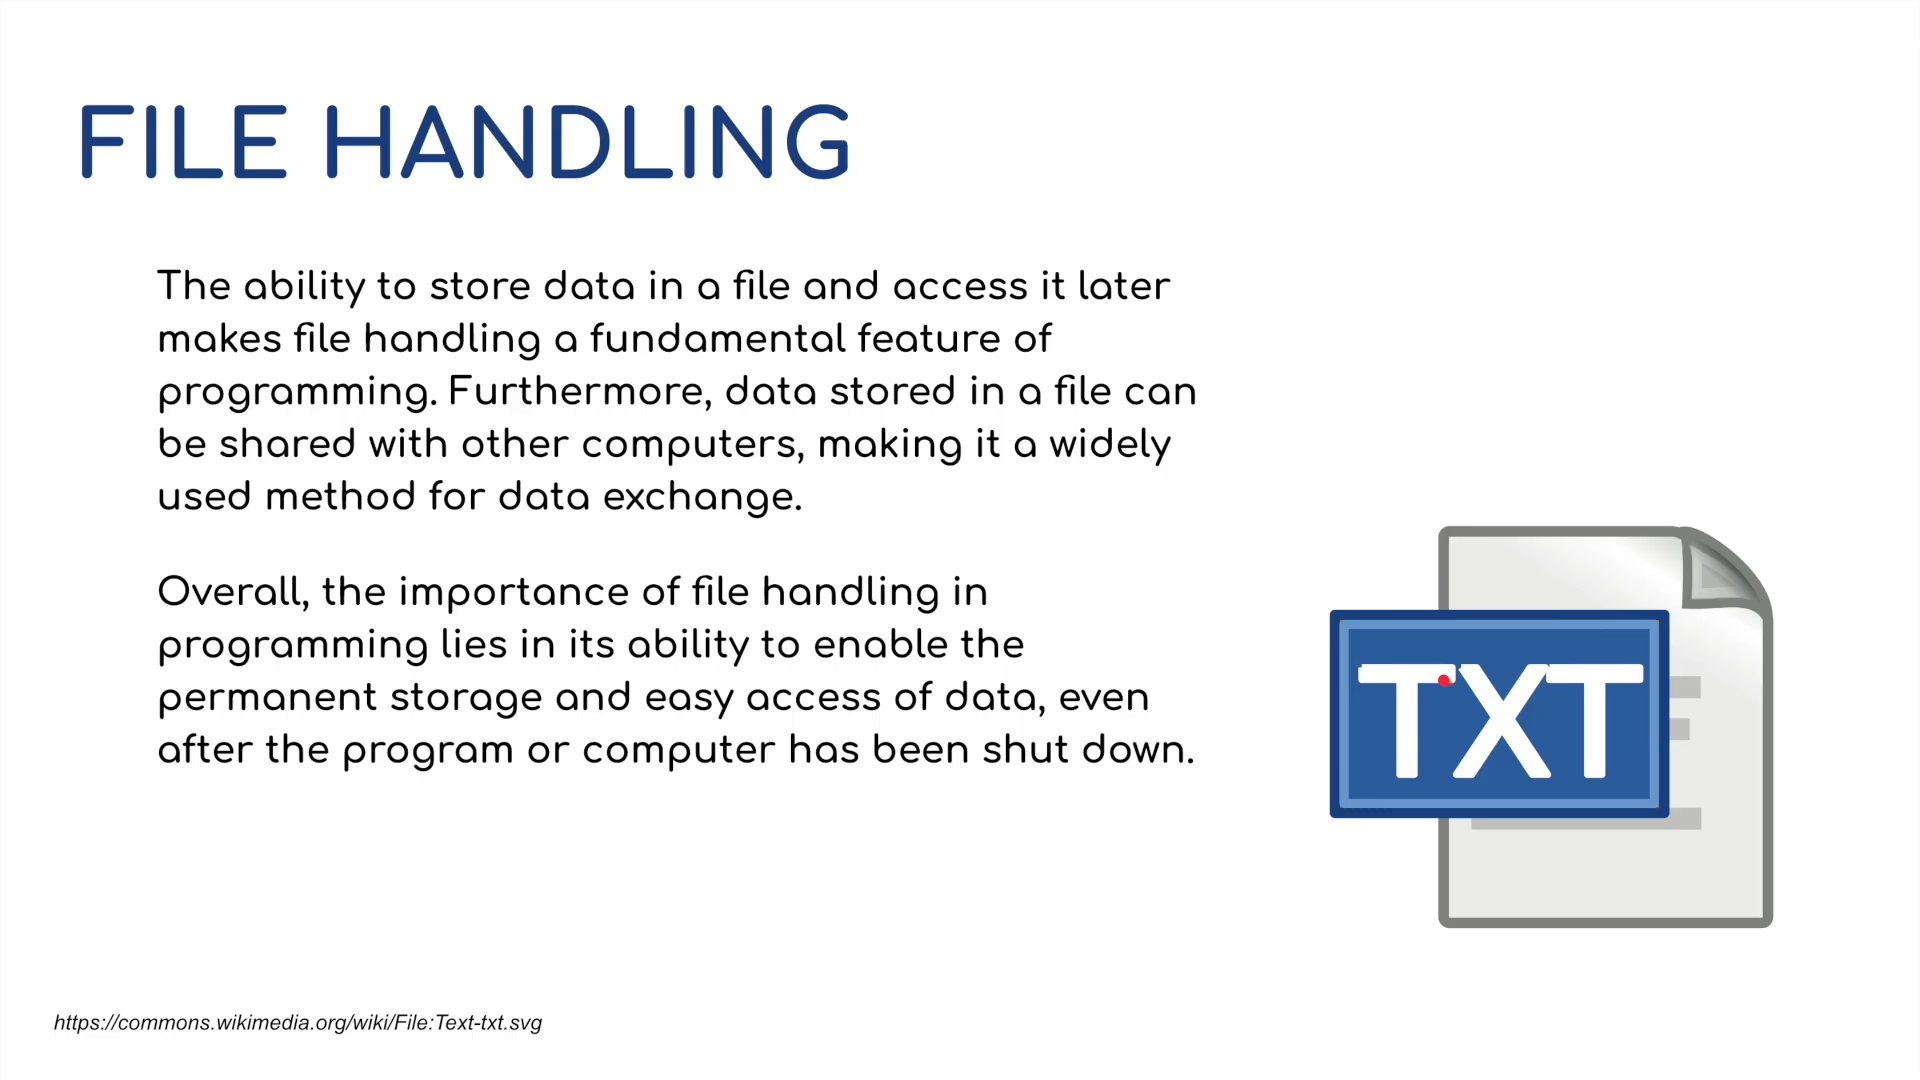 FILE HANDLING
The ability to store data in a file and access it later
makes file handling a fundamental feature of
programming. Furthermore, data stored in a file can
be shared with other computers, making it a widely
used method for data exchange.
Overall, the importance of file handling in
programming lies in its ability to enable the
permanent storage and easy access of data, even
after the program or computer has been shut down.
TXT
https://commons.wikimedia.org/wiki/File:Text-txt.svg